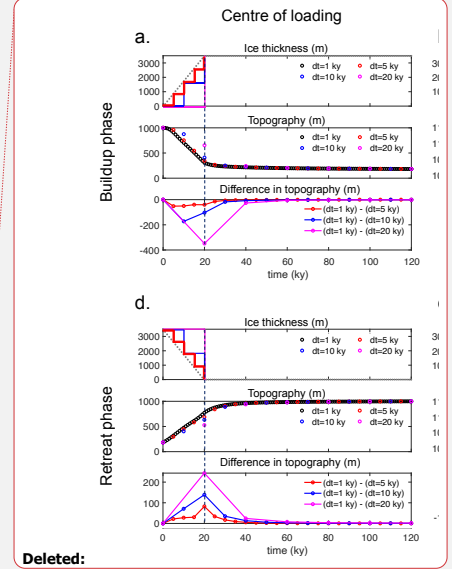 Centre of loading
a.
Ice thickness (m)
3000
2000
1000
0
dt=1 ky dt=5 ky
dt=10 ky dt=20 ky
Buildup phase
Topography (m)
1000
500
0
dt=1 ky dt=5 ky
dt=10 ky dt=20 ky
Difference in topography (m)
0
-200
-400
(dt=1 ky) - (dt=5 ky)
(dt=1 ky) - (dt=10 ky)
(dt=1 ky) - (dt=20 ky)
0 20 40 60 80 100 120
time (ky)
d.
Ice thickness (m)
3000
2000
1000
0
dt=1 ky dt=5 ky
dt=10 ky dt=20 ky
Retreat phase
Topography (m)
1000
500
0
dt=1 ky dt=5 ky
dt=10 ky dt=20 ky
Difference in topography (m)
200
100
0
(dt=1 ky) - (dt=5 ky)
(dt=1 ky) - (dt=10 ky)
(dt=1 ky) - (dt=20 ky)
0 20 40 60 80 100 120
time (ky)
Deleted: